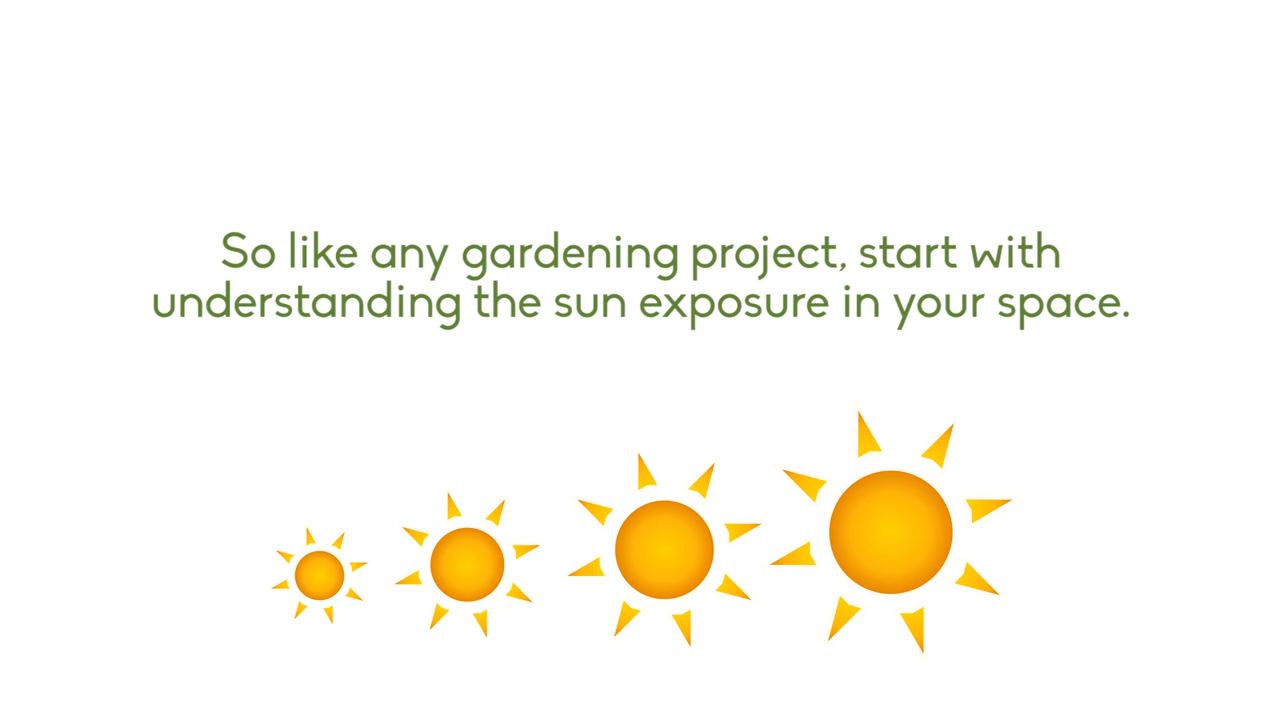 So like any gardening project, start with
understanding the sun exposure in your space.